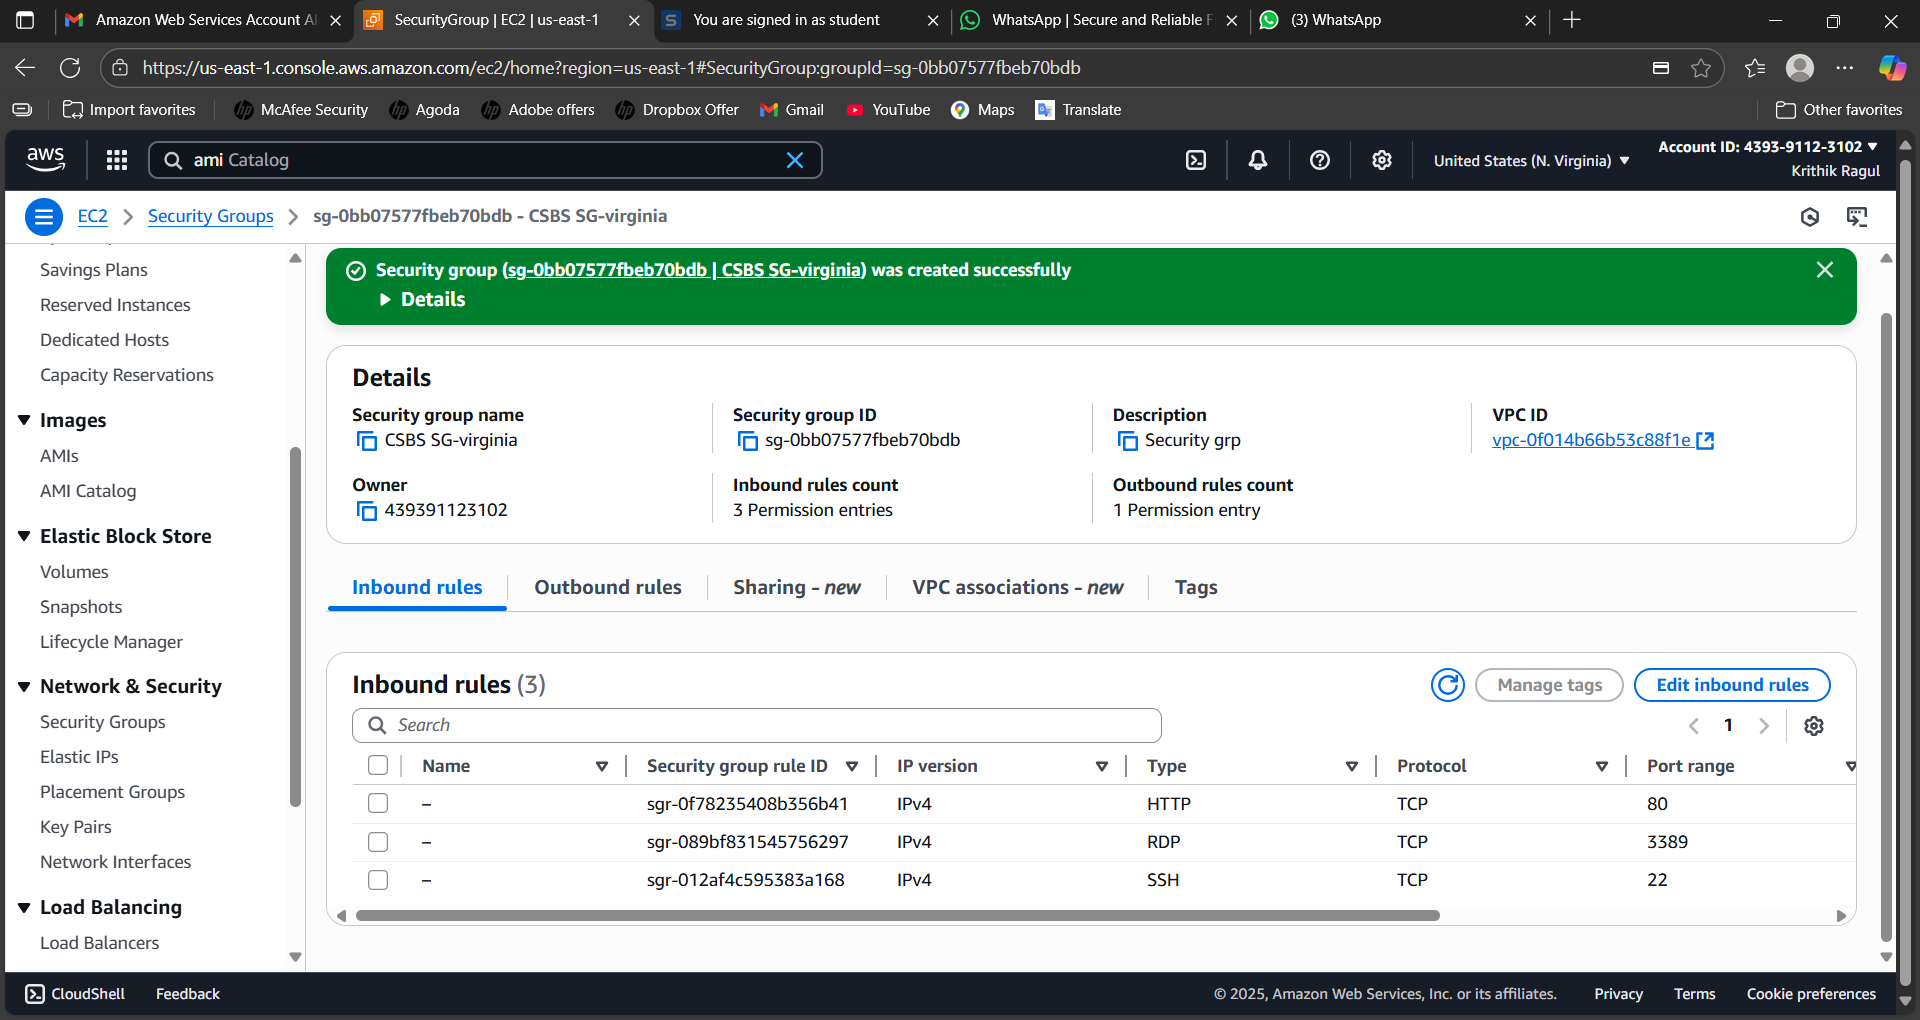 Amazon Web Services Account Al
SecurityGroup | EC2 | us-east-1
You are signed in as student
WhatsApp | Secure and Reliable F
(3) WhatsApp
https://us-east-1.console.aws.amazon.com/ec2/home?region=us-east-1#SecurityGroup:groupId=sg-0bb07577fbeb70bdb
Import favorites
McAfee Security
Agoda
Adobe offers
Dropbox Offer
Gmail
YouTube
Maps
Translate
Other favorites
aws
ami Catalog
United States (N. Virginia)
Account ID: 4393-9112-3102
Krithik Ragul
EC2
Security Groups
sg-0bb07577fbeb70bdb - CSBS SG-virginia
Savings Plans
Reserved Instances
Dedicated Hosts
Capacity Reservations
Images
AMIs
AMI Catalog
Elastic Block Store
Volumes
Snapshots
Lifecycle Manager
Network & Security
Security Groups
Elastic IPs
Placement Groups
Key Pairs
Network Interfaces
Load Balancing
Load Balancers
Security group (sg-0bb07577fbeb70bdb | CSBS SG-virginia) was created successfully
Details
Details
Security group name
CSBS SG-virginia
Security group ID
sg-0bb07577fbeb70bdb
Description
Security grp
VPC ID
vpc-0f014b66b53c88f1e
Owner
439391123102
Inbound rules count
3 Permission entries
Outbound rules count
1 Permission entry
Inbound rules
Outbound rules
Sharing - new
VPC associations - new
Tags
Inbound rules (3)
Manage tags
Edit inbound rules
Search
1
Name Security group rule ID IP version Type Protocol Port range
– sgr-0f78235408b356b41 IPv4 HTTP TCP 80
– sgr-089bf831545756297 IPv4 RDP TCP 3389
– sgr-012af4c595383a168 IPv4 SSH TCP 22
CloudShell
Feedback
© 2025, Amazon Web Services, Inc. or its affiliates.
Privacy
Terms
Cookie preferences